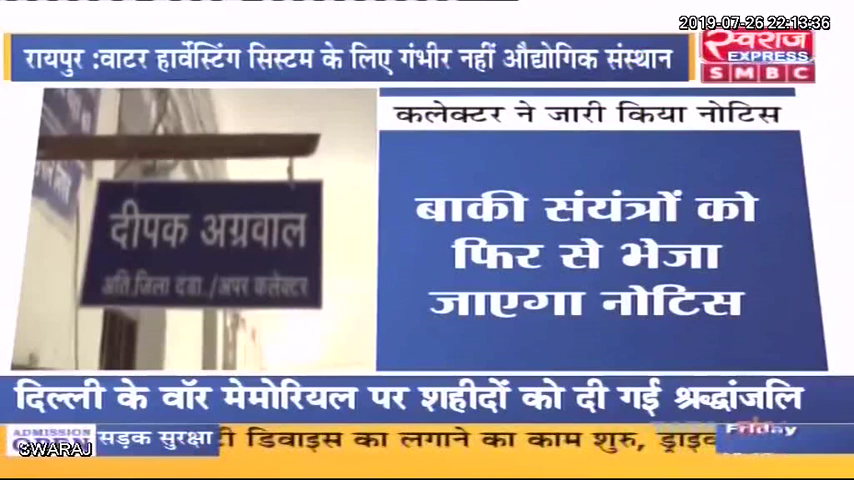 2019-07-26 22:13:36
रायपुर :वाटर हार्वेस्टिंग सिस्टम के लिए गंभीर नहीं औद्योगिक संस्थान
स्वराज
EXPRESS
SMBC
कलेक्टर ने जारी किया नोटिस
दीपक अग्रवाल
अति.जिला दंडा./अपर कलेक्टर
बाकी संयंत्रों को
फिर से भेजा
जाएगा नोटिस
दिल्ली के वॉर मेमोरियल पर शहीदों को दी गई श्रद्धांजलि
ADMISSION
OPEN
SWARAJ
सड़क सुरक्षा
टी डिवाइस का लगाने का काम शुरू,
Friday